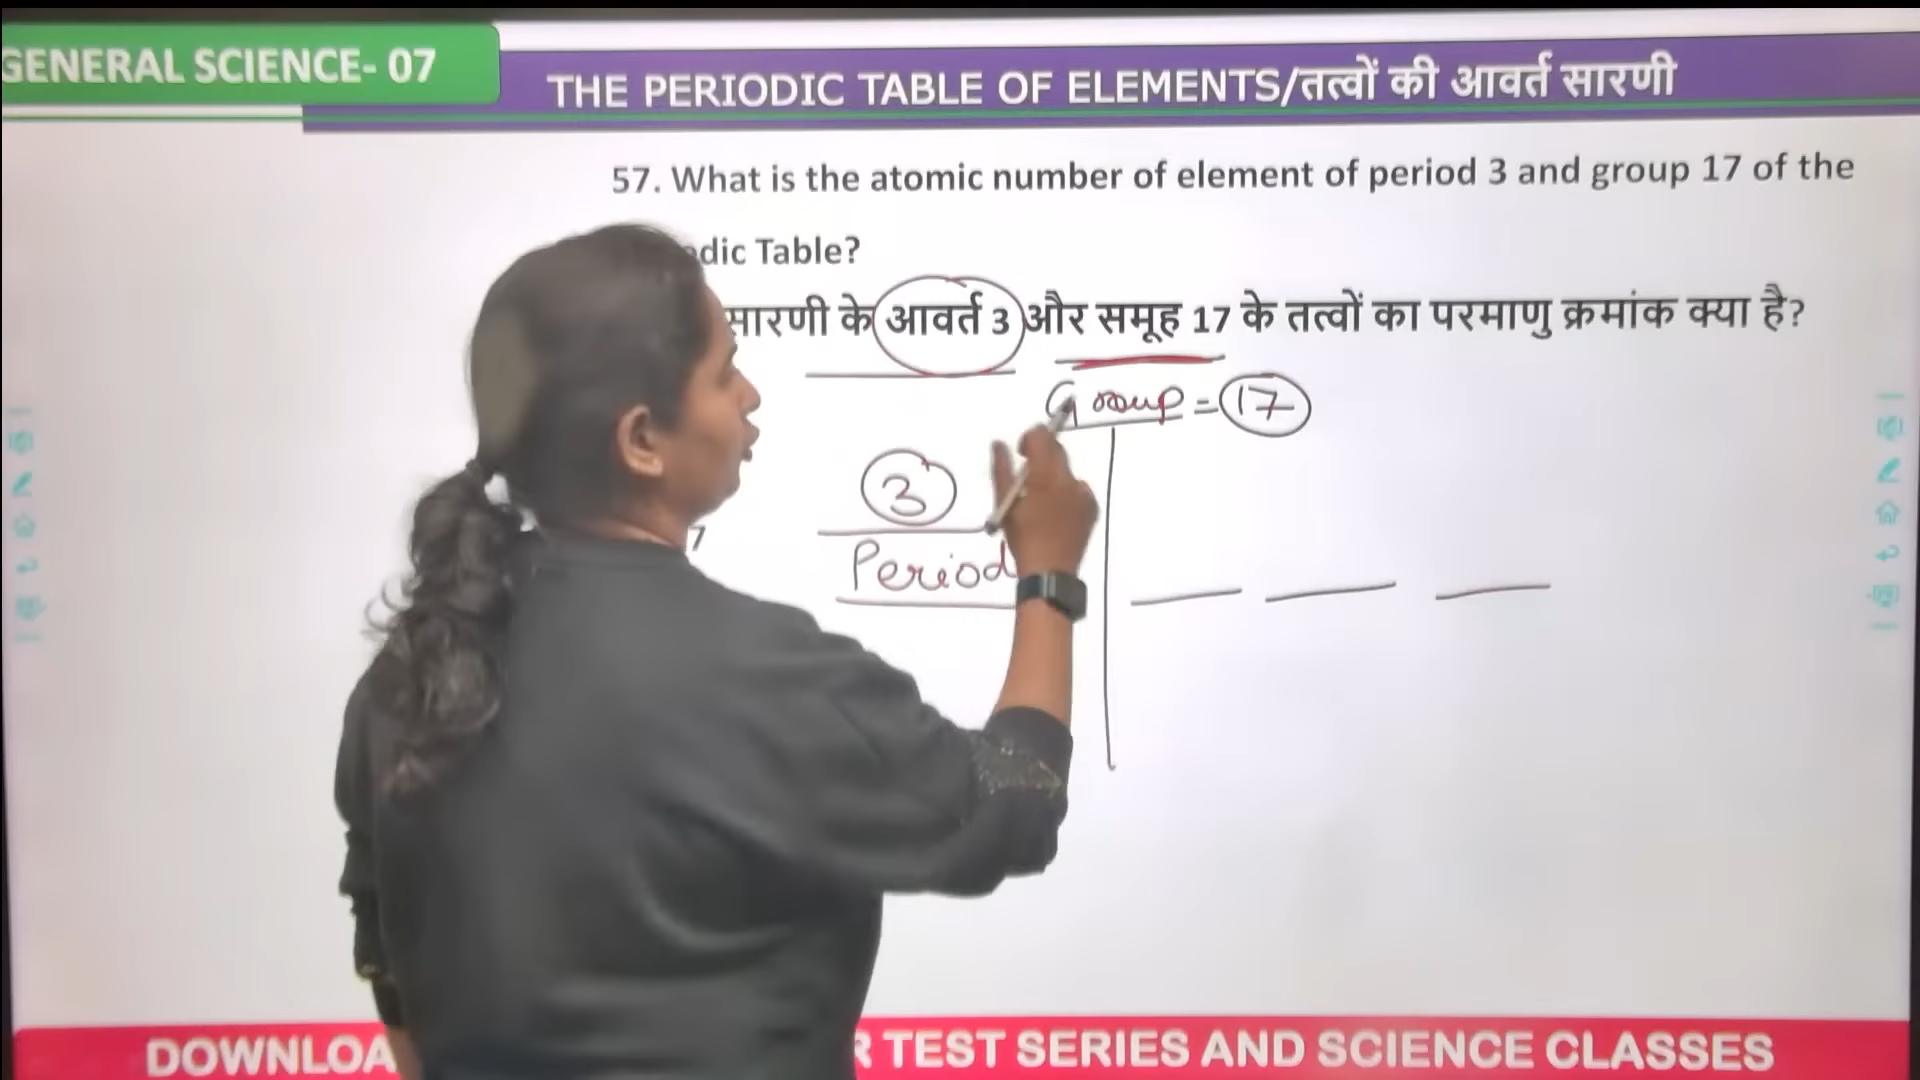 GENERAL SCIENCE- 07
THE PERIODIC TABLE OF ELEMENTS/तत्वों की आवर्त सारणी
57. What is the atomic number of element of period 3 and group 17 of the
dic Table?
सारणी के आवर्त 3 और समूह 17 के तत्वों का परमाणु क्रमांक क्या है?
Group = 17
3
7
Period
DOWNLOA R TEST SERIES AND SCIENCE CLASSES